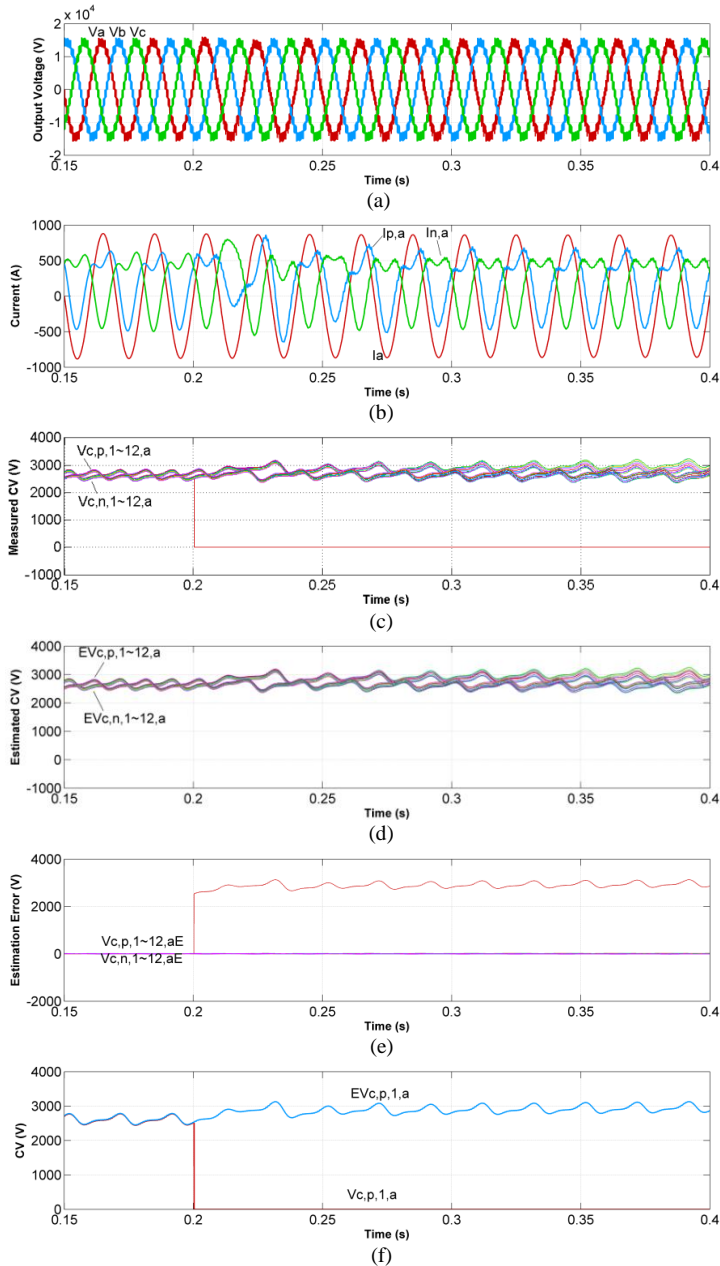 2 x 10⁴
Va Vb Vc
1
0
-1
-2
Output Voltage (V)
0.15 0.2 0.25 0.3 0.35 0.4
Time (s)
(a)
1000
Ip,a In,a
500
0
-500
Ia
-1000
Current (A)
0.15 0.2 0.25 0.3 0.35 0.4
Time (s)
(b)
4000
Vc,p,1~12,a
3000
2000
Vc,n,1~12,a
1000
0
-1000
Measured CV (V)
0.15 0.2 0.25 0.3 0.35 0.4
Time (s)
(c)
4000
EVc,p,1~12,a
3000
2000
EVc,n,1~12,a
1000
0
-1000
Estimated CV (V)
0.15 0.2 0.25 0.3 0.35 0.4
Time (s)
(d)
4000
2000
Vc,p,1~12,aE
0
Vc,n,1~12,aE
-2000
Estimation Error (V)
0.15 0.2 0.25 0.3 0.35 0.4
Time (s)
(e)
4000
EVc,p,1,a
3000
2000
1000
Vc,p,1,a
0
CV (V)
0.15 0.2 0.25 0.3 0.35 0.4
Time (s)
(f)